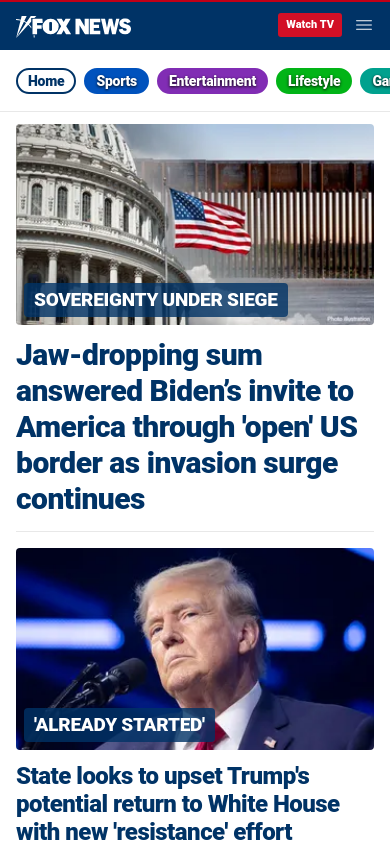 FOX NEWS
Watch TV
Home
Sports
Entertainment
Lifestyle
Ga
SOVEREIGNTY UNDER SIEGE
Photo Illustration
Jaw-dropping sum
answered Biden’s invite to
America through 'open' US
border as invasion surge
continues
'ALREADY STARTED'
State looks to upset Trump's
potential return to White House
with new 'resistance' effort